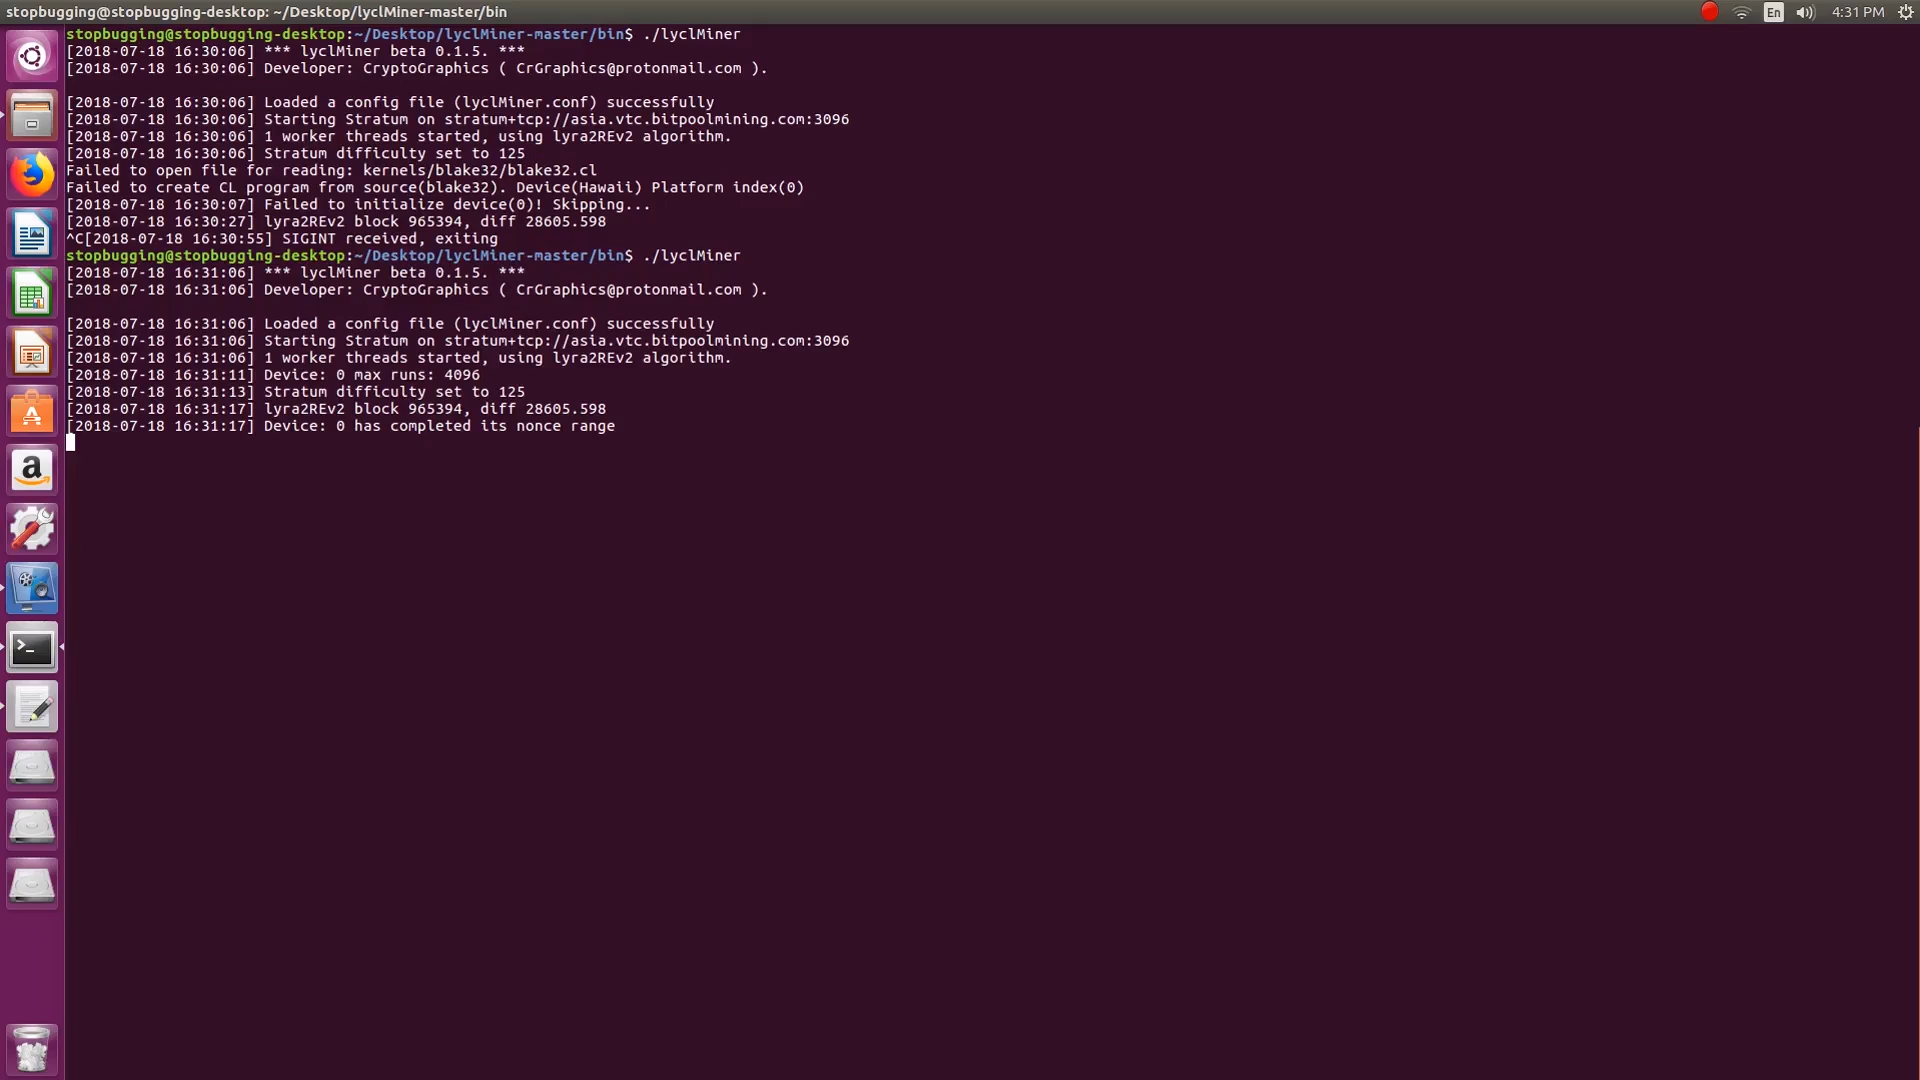 stopbugging@stopbugging-desktop: ~/Desktop/lyclMiner-master/bin
En
4:31 PM
stopbugging@stopbugging-desktop:~/Desktop/lyclMiner-master/bin$ ./lyclMiner
[2018-07-18 16:30:06] *** lyclMiner beta 0.1.5. ***
[2018-07-18 16:30:06] Developer: CryptoGraphics ( CrGraphics@protonmail.com ).
[2018-07-18 16:30:06] Loaded a config file (lyclMiner.conf) successfully
[2018-07-18 16:30:06] Starting Stratum on stratum+tcp://asia.vtc.bitpoolmining.com:3096
[2018-07-18 16:30:06] 1 worker threads started, using lyra2REv2 algorithm.
[2018-07-18 16:30:06] Stratum difficulty set to 125
Failed to open file for reading: kernels/blake32/blake32.cl
Failed to create CL program from source(blake32). Device(Hawaii) Platform index(0)
[2018-07-18 16:30:07] Failed to initialize device(0)! Skipping...
[2018-07-18 16:30:27] lyra2REv2 block 965394, diff 28605.598
^C[2018-07-18 16:30:55] SIGINT received, exiting
stopbugging@stopbugging-desktop:~/Desktop/lyclMiner-master/bin$ ./lyclMiner
[2018-07-18 16:31:06] *** lyclMiner beta 0.1.5. ***
[2018-07-18 16:31:06] Developer: CryptoGraphics ( CrGraphics@protonmail.com ).
[2018-07-18 16:31:06] Loaded a config file (lyclMiner.conf) successfully
[2018-07-18 16:31:06] Starting Stratum on stratum+tcp://asia.vtc.bitpoolmining.com:3096
[2018-07-18 16:31:06] 1 worker threads started, using lyra2REv2 algorithm.
[2018-07-18 16:31:11] Device: 0 max runs: 4096
[2018-07-18 16:31:13] Stratum difficulty set to 125
[2018-07-18 16:31:17] lyra2REv2 block 965394, diff 28605.598
[2018-07-18 16:31:17] Device: 0 has completed its nonce range